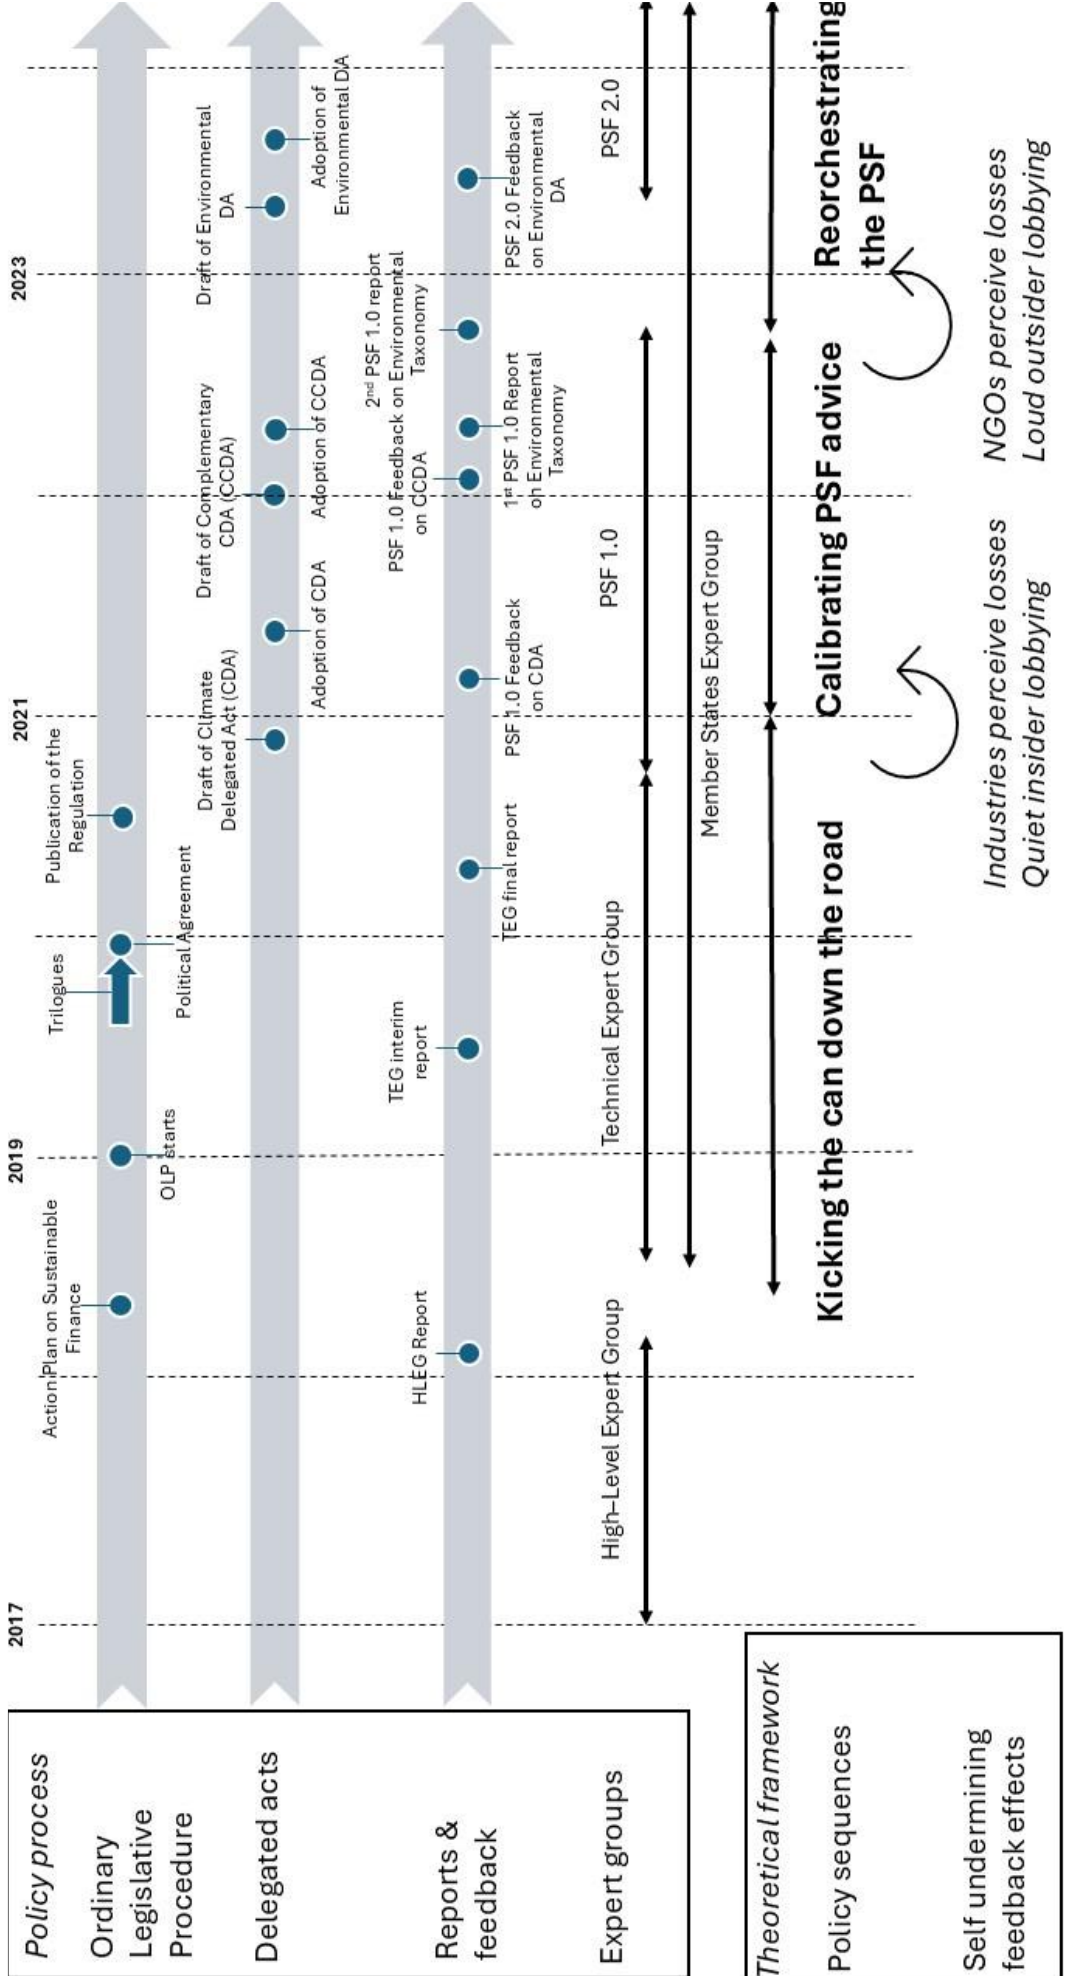 Policy process
Ordinary
Legislative
Procedure
Delegated acts
Reports &
feedback
Expert groups
Theoretical framework
Policy sequences
Self undermining
feedback effects
2017
2019
2021
2023
Action Plan on Sustainable
Finance
OLP starts
Trilogues
Political Agreement
Publication of the
Regulation
Draft of Climate
Delegated Act (CDA)
Adoption of CDA
Draft of Complementary
CDA (CCDA)
Adoption of CCDA
Draft of Environmental
DA
Adoption of
Environmental DA
HLEG Report
TEG interim
report
TEG final report
PSF 1.0 Feedback
on CDA
PSF 1.0 Feedback
on CCDA
1st PSF 1.0 Report
on Environmental
Taxonomy
2nd PSF 1.0 report
on Environmental
Taxonomy
PSF 2.0 Feedback
on Environmental
DA
High–Level Expert Group
Technical Expert Group
PSF 1.0
PSF 2.0
Member States Expert Group
Kicking the can down the road
Calibrating PSF advice
Reorchestrating
the PSF
Industries perceive losses
Quiet insider lobbying
NGOs perceive losses
Loud outsider lobbying